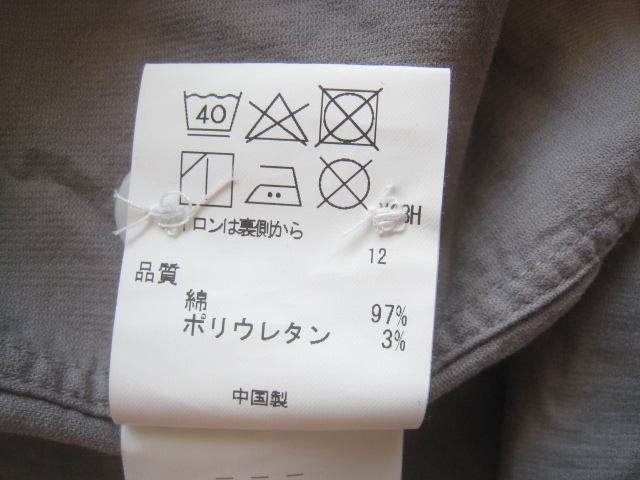 40
ロンは裏側から
12
品質
綿 97%
ポリウレタン 3%
中国製